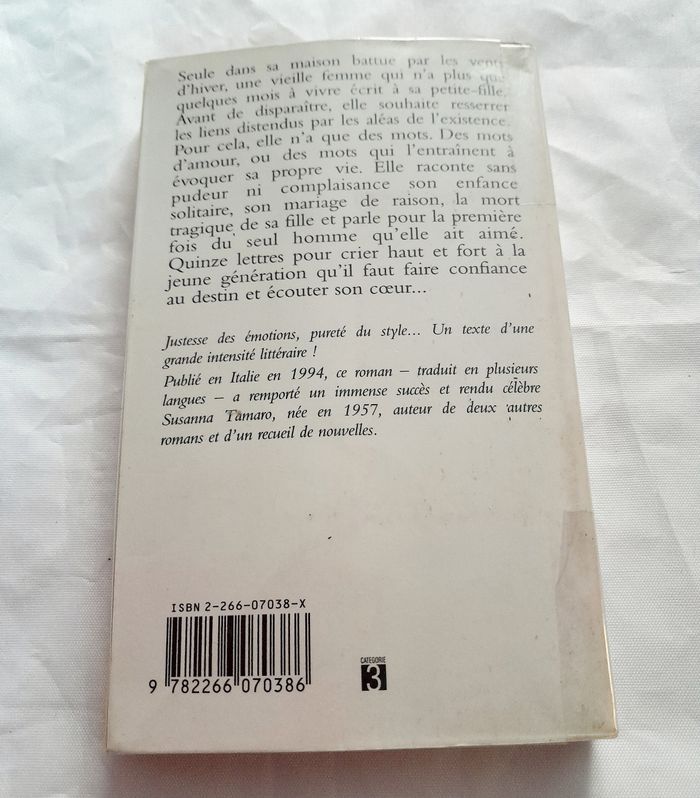 Seule dans sa maison battue par les vents
d'hiver, une vieille femme qui n'a plus que
quelques mois à vivre écrit à sa petite-fille.
Avant de disparaître, elle souhaite resserrer
les liens distendus par les aléas de l'existence.
Pour cela, elle n'a que des mots. Des mots
d'amour, ou des mots qui l'entraînent à
évoquer sa propre vie. Elle raconte sans
pudeur ni complaisance son enfance
solitaire, son mariage de raison, la mort
tragique de sa fille et parle pour la première
fois du seul homme qu'elle ait aimé.
Quinze lettres pour crier haut et fort à la
jeune génération qu'il faut faire confiance
au destin et écouter son cœur...
Justesse des émotions, pureté du style... Un texte d'une
grande intensité littéraire !
Publié en Italie en 1994, ce roman – traduit en plusieurs
langues – a remporté un immense succès et rendu célèbre
Susanna Tamaro, née en 1957, auteur de deux autres
romans et d'un recueil de nouvelles.
ISBN 2-266-07038-X
9 782266 070386
CATEGORIE
3